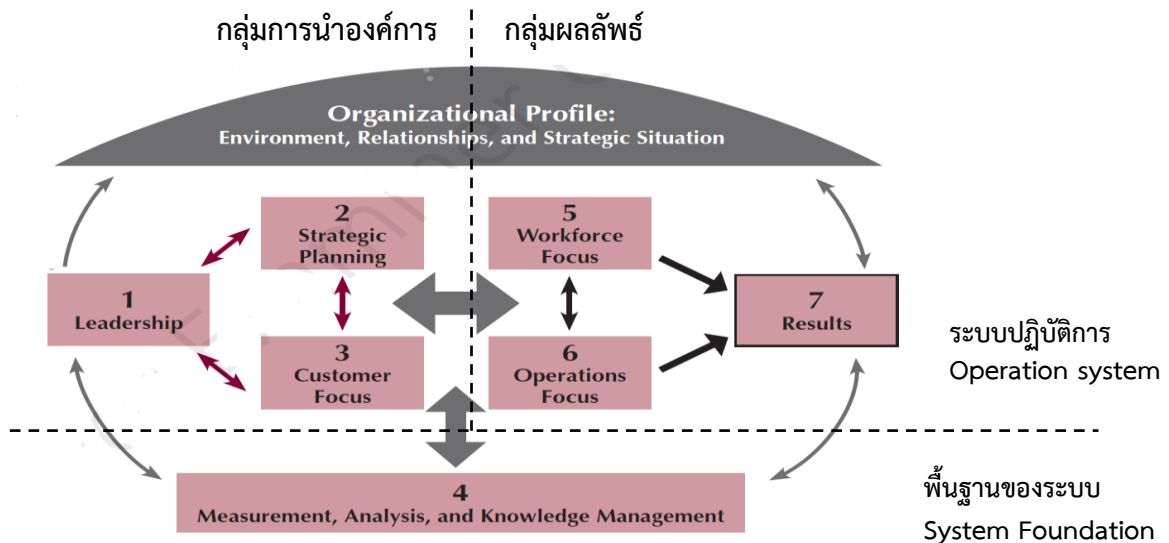 กลุ่มการนำองค์การ
กลุ่มผลลัพธ์
Organizational Profile:
Environment, Relationships, and Strategic Situation
2
Strategic
Planning
5
Workforce
Focus
1
Leadership
7
Results
3
Customer
Focus
6
Operations
Focus
ระบบปฏิบัติการ
Operation system
4
Measurement, Analysis, and Knowledge Management
พื้นฐานของระบบ
System Foundation